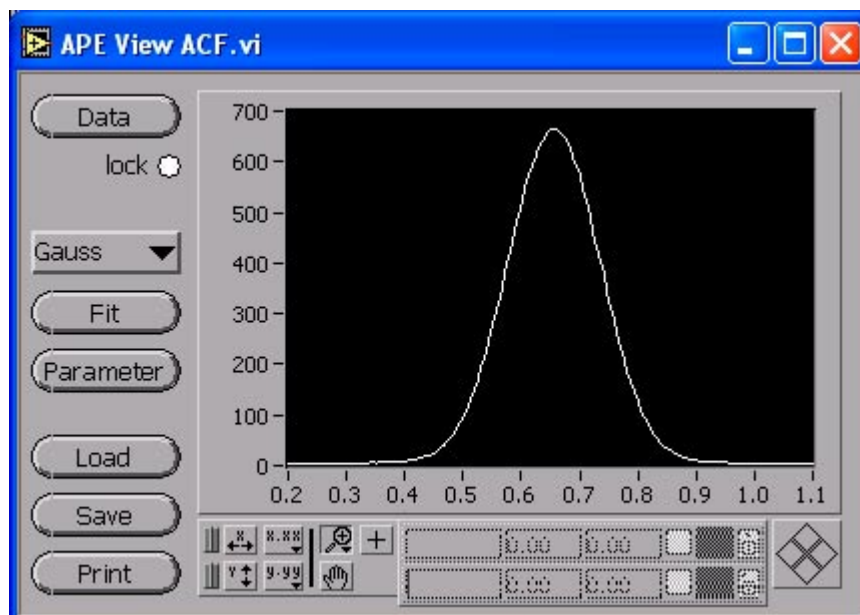 APE View ACF.vi
Data
lock
Gauss
Fit
Parameter
Load
Save
Print
700
600
500
400
300
200
100
0
0.2 0.3 0.4 0.5 0.6 0.7 0.8 0.9 1.0 1.1
X x.xx
0.00 0.00
Y y.yy
0.00 0.00